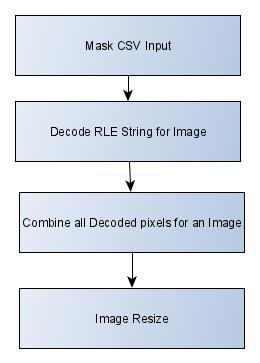 Mask CSV Input
Decode RLE String for Image
Combine all Decoded pixels for an Image
Image Resize